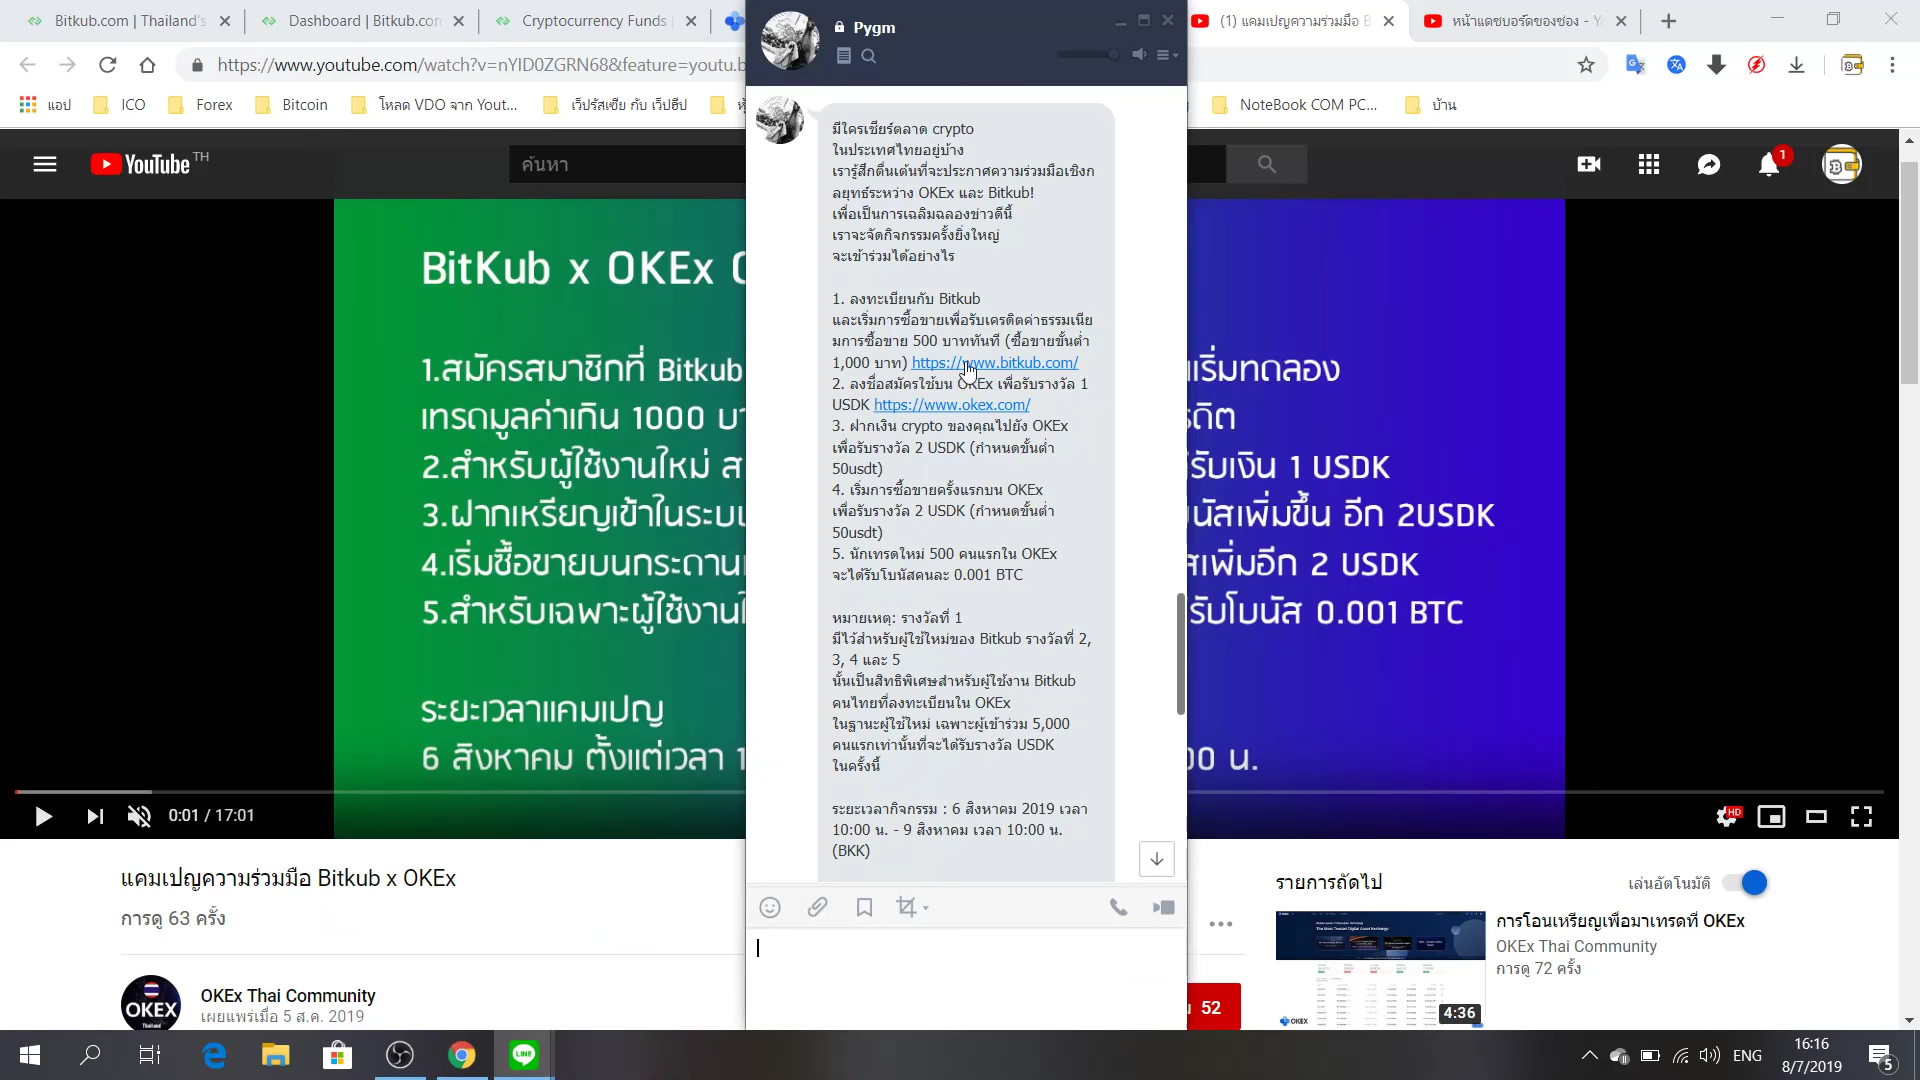 Bitkub.com | Thailand's
Dashboard | Bitkub.com
Cryptocurrency Funds |
(1) แคมเปญความร่วมมือ B
หน้าแดชบอร์ดของช่อง - Y
https://www.youtube.com/watch?v=nYID0ZGRN68&feature=youtu.b
แอป
ICO
Forex
Bitcoin
โหลด VDO จาก Yout...
เว็ปรัสเซีย กับ เว็ปฮึป
NoteBook COM PC...
บ้าน
YouTube TH
ค้นหา
1
Pygm
มีใครเชียร์ตลาด crypto
ในประเทศไทยอยู่บ้าง
เรารู้สึกตื่นเต้นที่จะประกาศความร่วมมือเชิงก
ลยุทธ์ระหว่าง OKEx และ Bitkub!
เพื่อเป็นการเฉลิมฉลองข่าวดีนี้
เราจะจัดกิจกรรมครั้งยิ่งใหญ่
จะเข้าร่วมได้อย่างไร
1. ลงทะเบียนกับ Bitkub
และเริ่มการซื้อขายเพื่อรับเครดิตค่าธรรมเนีย
มการซื้อขาย 500 บาททันที (ซื้อขายขั้นต่ำ
1,000 บาท) https://www.bitkub.com/
2. ลงชื่อสมัครใช้บน OKEx เพื่อรับรางวัล 1
USDK https://www.okex.com/
3. ฝากเงิน crypto ของคุณไปยัง OKEx
เพื่อรับรางวัล 2 USDK (กำหนดขั้นต่ำ
50usdt)
4. เริ่มการซื้อขายครั้งแรกบน OKEx
เพื่อรับรางวัล 2 USDK (กำหนดขั้นต่ำ
50usdt)
5. นักเทรดใหม่ 500 คนแรกใน OKEx
จะได้รับโบนัสคนละ 0.001 BTC
หมายเหตุ: รางวัลที่ 1
มีไว้สำหรับผู้ใช้ใหม่ของ Bitkub รางวัลที่ 2,
3, 4 และ 5
นั้นเป็นสิทธิพิเศษสำหรับผู้ใช้งาน Bitkub
คนไทยที่ลงทะเบียนใน OKEx
ในฐานะผู้ใช้ใหม่ เฉพาะผู้เข้าร่วม 5,000
คนแรกเท่านั้นที่จะได้รับรางวัล USDK
ในครั้งนี้
ระยะเวลากิจกรรม : 6 สิงหาคม 2019 เวลา
10:00 น. - 9 สิงหาคม เวลา 10:00 น.
(BKK)
BitKub x OKEx
1.สมัครสมาชิกที่ Bitkub
เริ่มทดลอง
เทรดมูลค่าเกิน 1000 บา
2.สำหรับผู้ใช้งานใหม่ ส
รับเงิน 1 USDK
3.ฝากเหรียญเข้าในระบบ
นัสเพิ่มขึ้น อีก 2USDK
4.เริ่มซื้อขายบนกระดาน
สเพิ่มอีก 2 USDK
5.สำหรับเฉพาะผู้ใช้งานใ
รับโบนัส 0.001 BTC
ระยะเวลาแคมเปญ
6 สิงหาคม ตั้งแต่เวลา 1
00 น.
0:01 / 17:01
HD
แคมเปญความร่วมมือ Bitkub x OKEx
การดู 63 ครั้ง
OKEX
Thailand
OKEx Thai Community
เผยแพร่เมื่อ 5 ส.ค. 2019
52
รายการถัดไป
เล่นอัตโนมัติ
การโอนเหรียญเพื่อมาเทรดที่ OKEx
OKEx Thai Community
การดู 72 ครั้ง
OKEX
4:36
LINE
ENG
16:16
8/7/2019
5